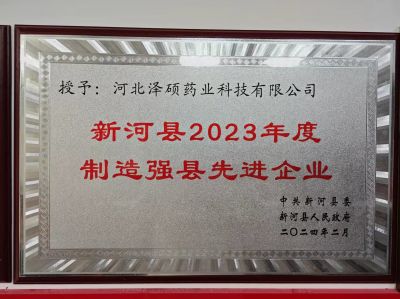 授予：河北泽硕药业科技有限公司
新河县2023年度
制造强县先进企业
中共新河县委
新河县人民政府
二〇二四年二月